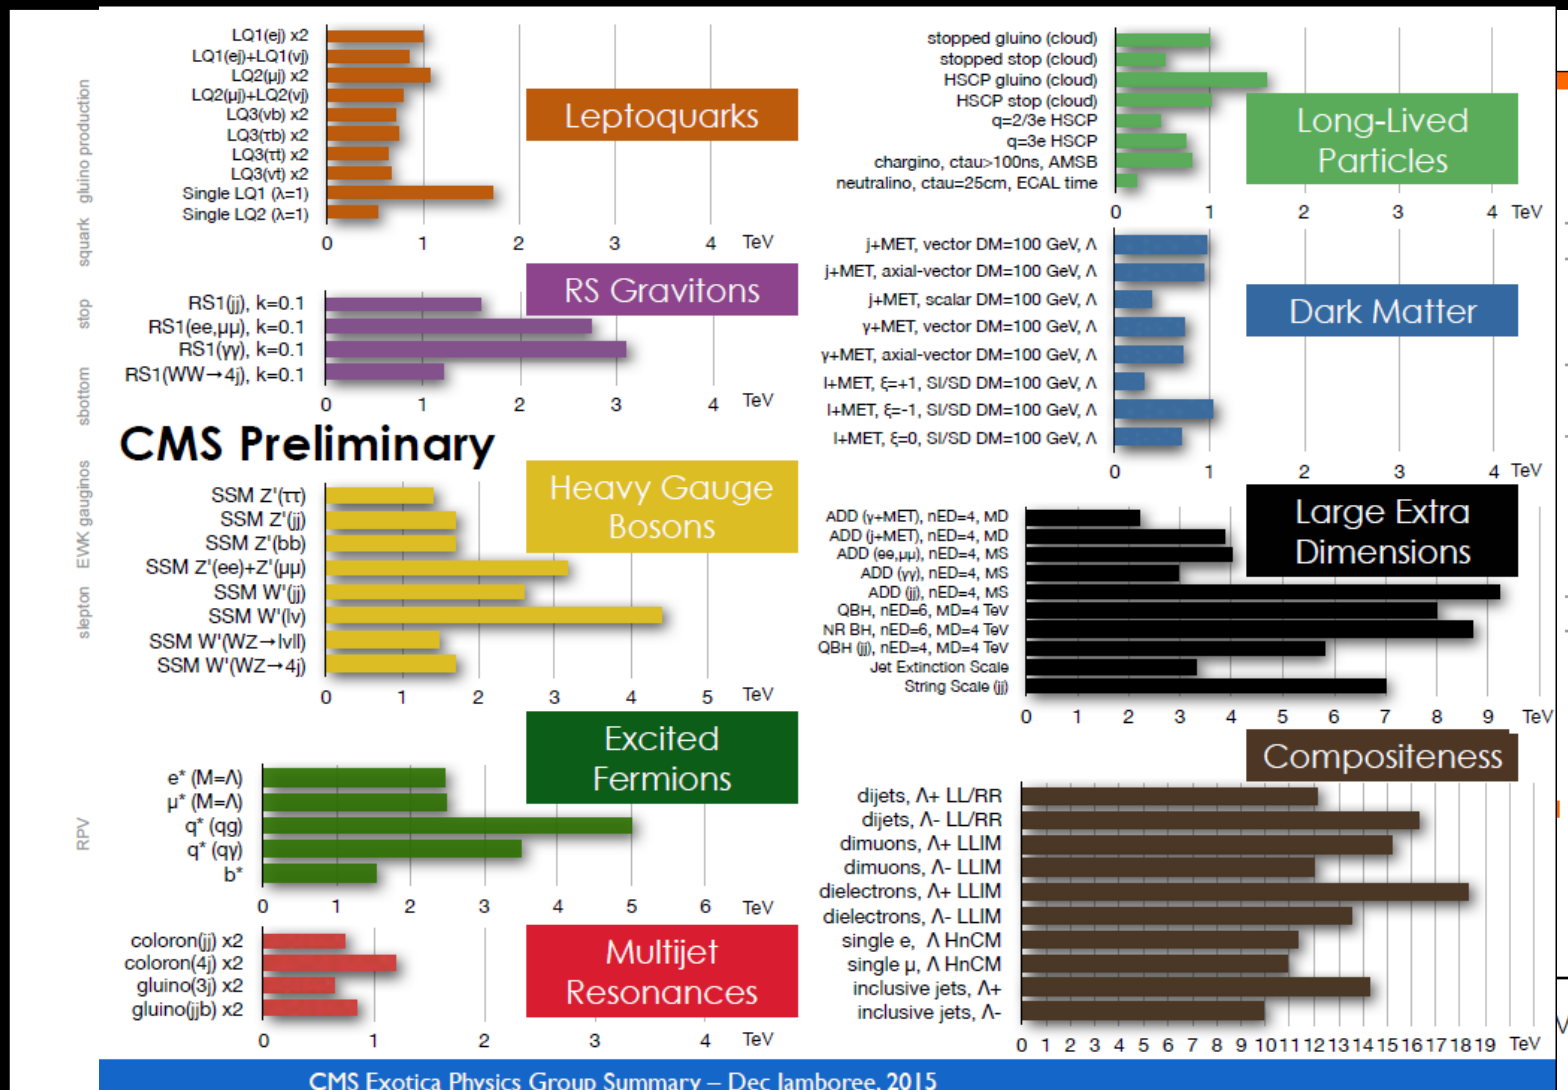 gluino production
squark
stop
sbottom
EWK gauginos
slepton
RPV
LQ1(ej) x2
LQ1(ej)+LQ1(νj)
LQ2(μj) x2
LQ2(μj)+LQ2(νj)
LQ3(νb) x2
LQ3(τb) x2
LQ3(τt) x2
LQ3(νt) x2
Single LQ1 (λ=1)
Single LQ2 (λ=1)
0 1 2 3 4 TeV
Leptoquarks
RS1(jj), k=0.1
RS1(ee,μμ), k=0.1
RS1(γγ), k=0.1
RS1(WW→4j), k=0.1
0 1 2 3 4 TeV
RS Gravitons
CMS Preliminary
SSM Z'(ττ)
SSM Z'(jj)
SSM Z'(bb)
SSM Z'(ee)+Z'(μμ)
SSM W'(jj)
SSM W'(lν)
SSM W'(WZ→lνll)
SSM W'(WZ→4j)
0 1 2 3 4 5 TeV
Heavy Gauge
Bosons
e* (M=Λ)
μ* (M=Λ)
q* (qg)
q* (qγ)
b*
0 1 2 3 4 5 6 TeV
Excited
Fermions
coloron(jj) x2
coloron(4j) x2
gluino(3j) x2
gluino(jjb) x2
0 1 2 3 4 TeV
Multijet
Resonances
stopped gluino (cloud)
stopped stop (cloud)
HSCP gluino (cloud)
HSCP stop (cloud)
q=2/3e HSCP
q=3e HSCP
chargino, ctau>100ns, AMSB
neutralino, ctau=25cm, ECAL time
0 1 2 3 4 TeV
Long-Lived
Particles
j+MET, vector DM=100 GeV, Λ
j+MET, axial-vector DM=100 GeV, Λ
j+MET, scalar DM=100 GeV, Λ
γ+MET, vector DM=100 GeV, Λ
γ+MET, axial-vector DM=100 GeV, Λ
l+MET, ξ=+1, SI/SD DM=100 GeV, Λ
l+MET, ξ=-1, SI/SD DM=100 GeV, Λ
l+MET, ξ=0, SI/SD DM=100 GeV, Λ
0 1 2 3 4 TeV
Dark Matter
ADD (γ+MET), nED=4, MD
ADD (j+MET), nED=4, MD
ADD (ee,μμ), nED=4, MS
ADD (γγ), nED=4, MS
ADD (jj), nED=4, MS
QBH, nED=6, MD=4 TeV
NR BH, nED=6, MD=4 TeV
QBH (jj), nED=4, MD=4 TeV
Jet Extinction Scale
String Scale (jj)
0 1 2 3 4 5 6 7 8 9 TeV
Large Extra
Dimensions
dijets, Λ+ LL/RR
dijets, Λ- LL/RR
dimuons, Λ+ LLIM
dimuons, Λ- LLIM
dielectrons, Λ+ LLIM
dielectrons, Λ- LLIM
single e, Λ HnCM
single μ, Λ HnCM
inclusive jets, Λ+
inclusive jets, Λ-
0 1 2 3 4 5 6 7 8 9 10 11 12 13 14 15 16 17 18 19 TeV
Compositeness
CMS Exotica Physics Group Summary – Dec Jamboree, 2015